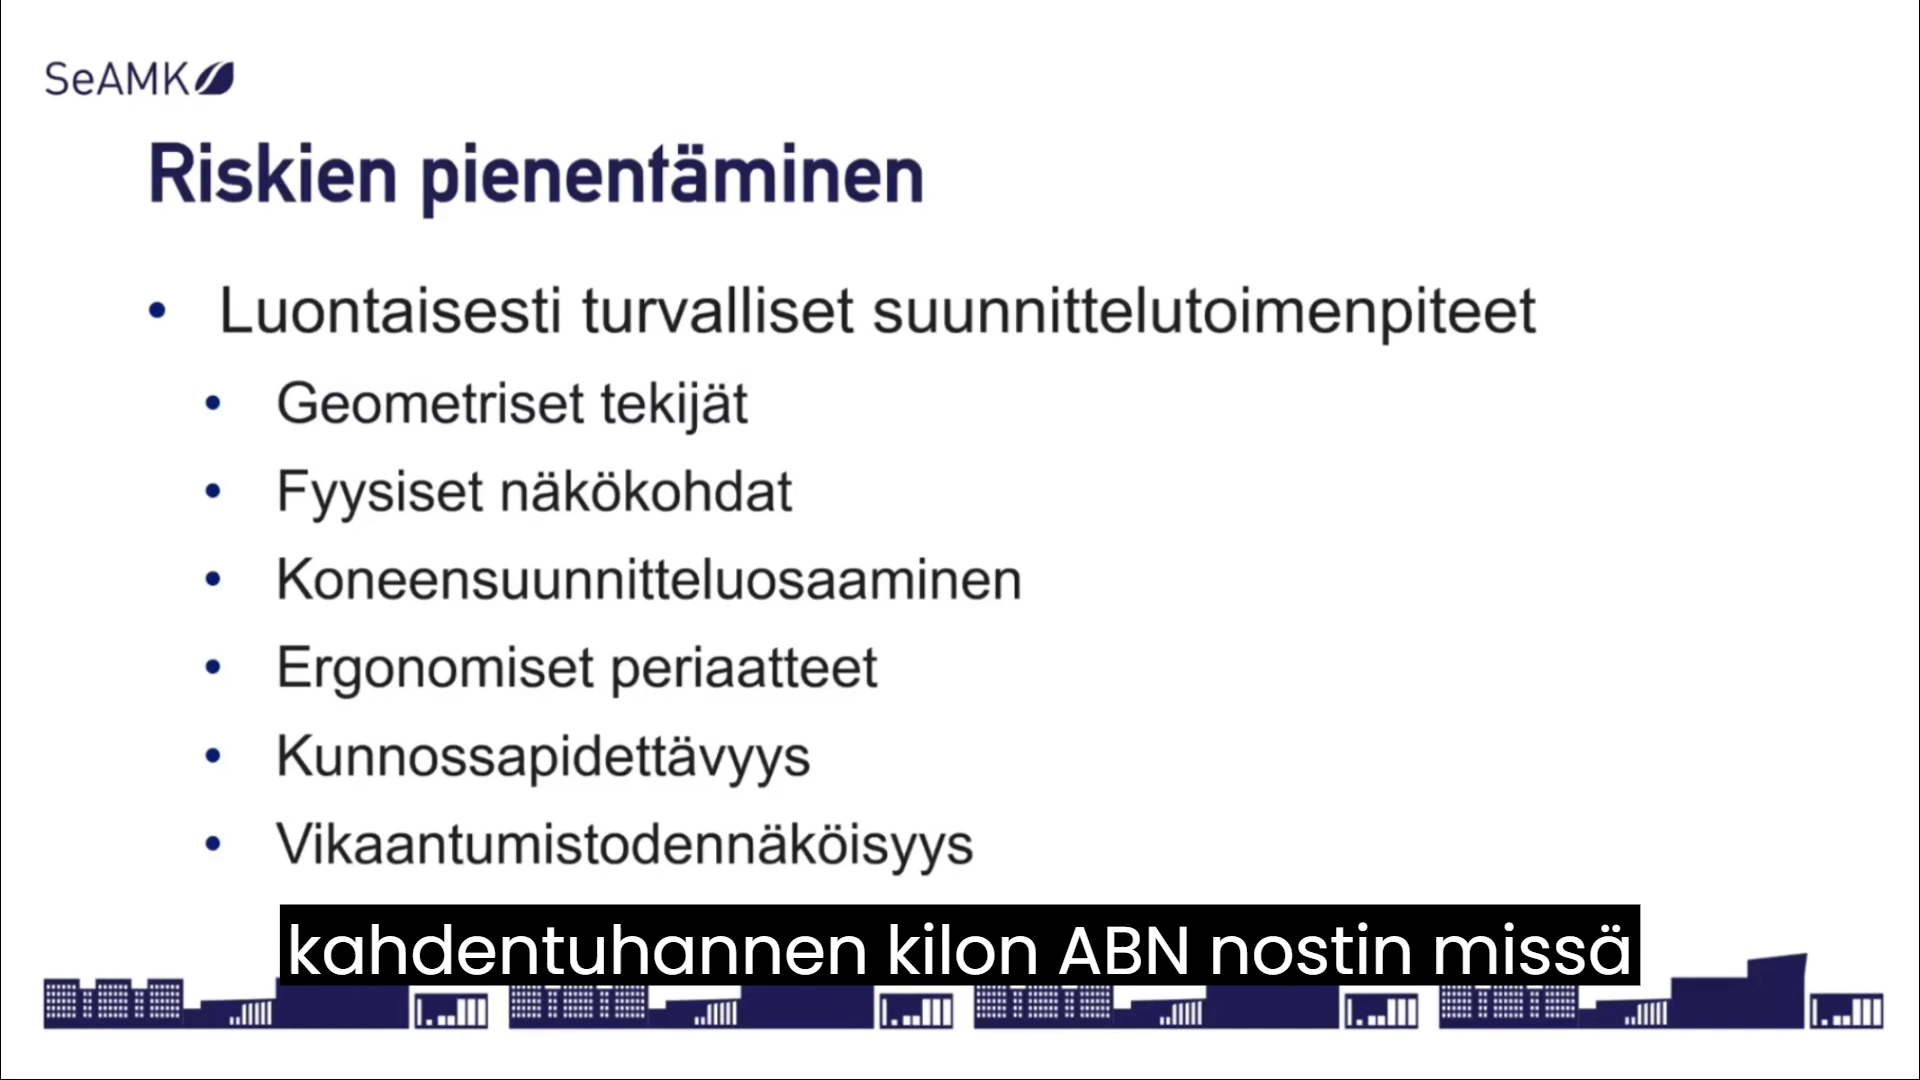 SeAMK
Riskien pienentäminen
• Luontaisesti turvalliset suunnittelutoimenpiteet
• Geometriset tekijät
• Fyysiset näkökohdat
• Koneensuunnitteluosaaminen
• Ergonomiset periaatteet
• Kunnossapidettävyys
• Vikaantumistodennäköisyys
kahdentuhannen kilon ABN nostin missä